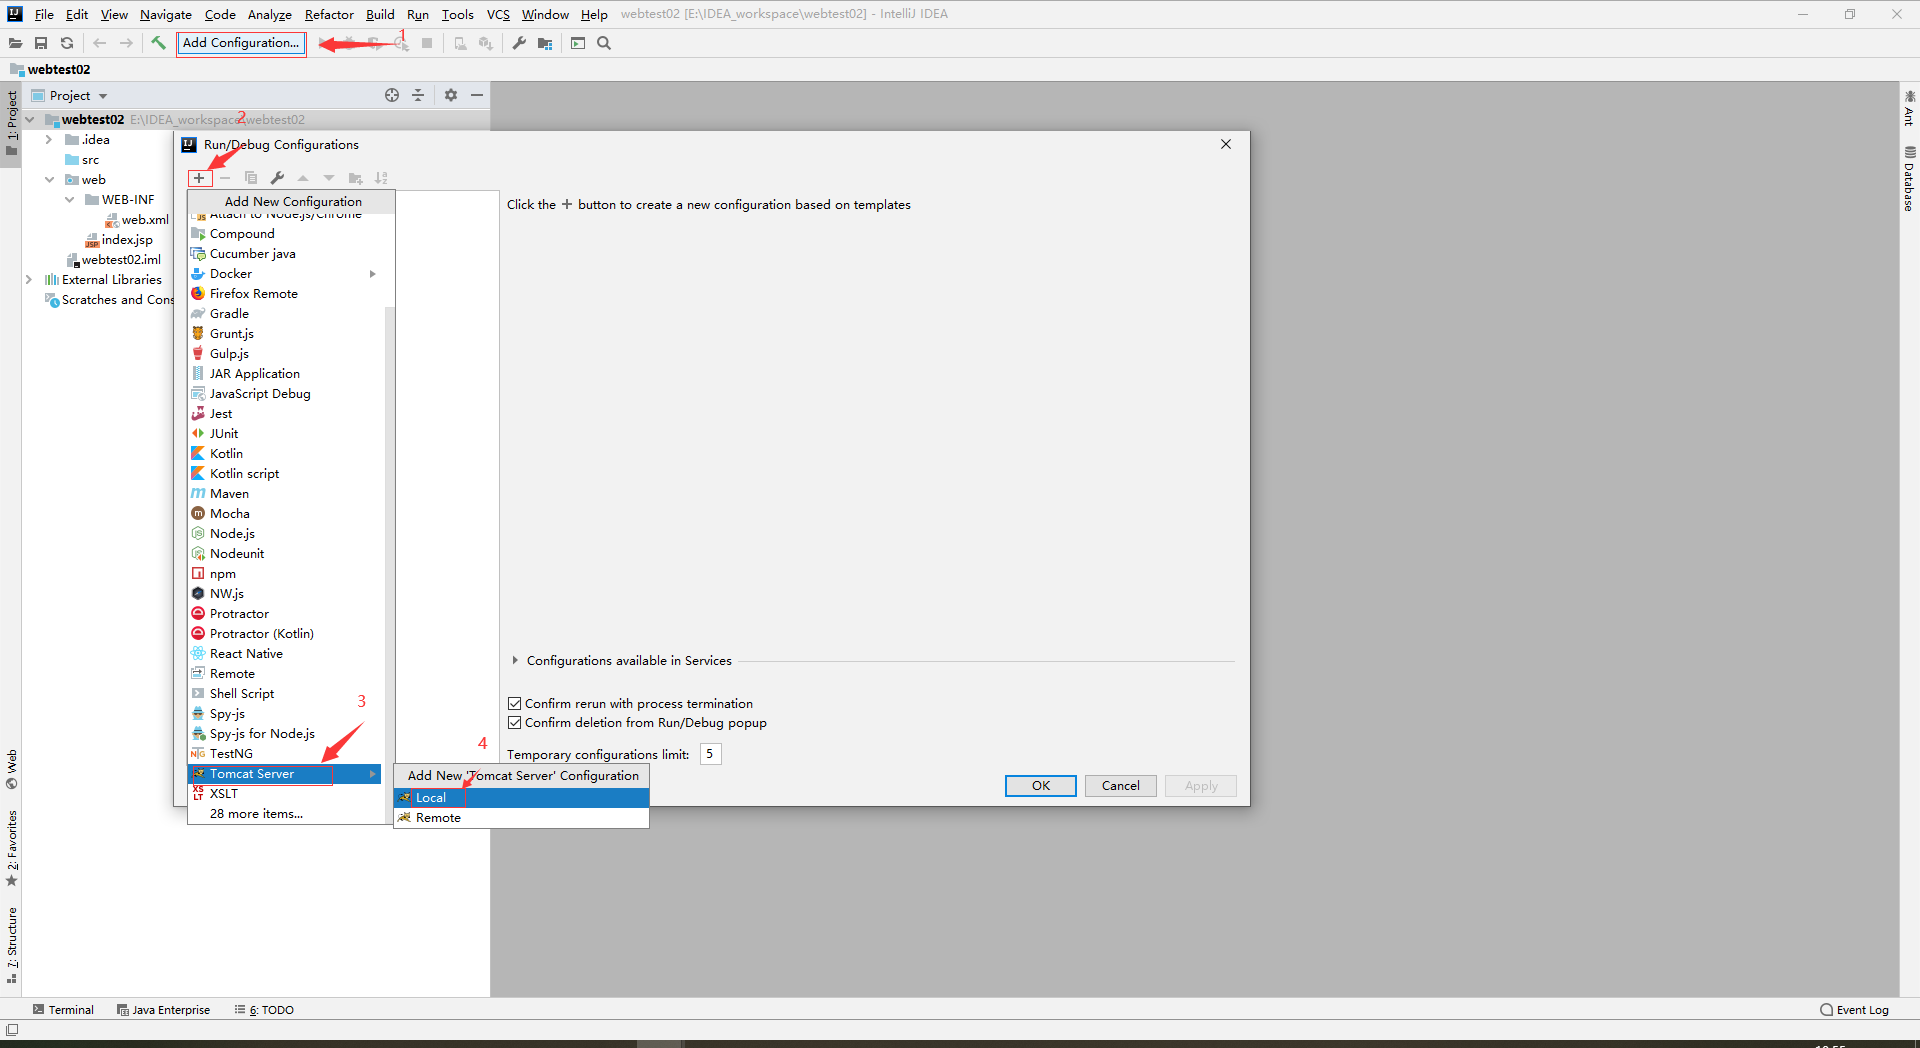 File Edit View Navigate Code Analyze Refactor Build Run Tools VCS Window Help webtest02 [E:\IDEA_workspace\webtest02] - IntelliJ IDEA
Add Configuration... 1
webtest02
Project
webtest02 E:\IDEA_workspace\webtest02
2
.idea
src
web
WEB-INF
web.xml
index.jsp
webtest02.iml
External Libraries
Scratches and Cons
1: Project
Web
2: Favorites
7: Structure
Ant
Database
Run/Debug Configurations
Add New Configuration
Attach to Node.js/Chrome
Compound
Cucumber java
Docker
Firefox Remote
Gradle
Grunt.js
Gulp.js
JAR Application
JavaScript Debug
Jest
JUnit
Kotlin
Kotlin script
Maven
Mocha
Node.js
Nodeunit
npm
NW.js
Protractor
Protractor (Kotlin)
React Native
Remote
Shell Script
Spy-js
Spy-js for Node.js
TestNG
Tomcat Server
XSLT
28 more items...
3
4
Add New 'Tomcat Server' Configuration
Local
Remote
Click the + button to create a new configuration based on templates
Configurations available in Services
Confirm rerun with process termination
Confirm deletion from Run/Debug popup
Temporary configurations limit: 5
OK Cancel Apply
Terminal Java Enterprise 6: TODO Event Log